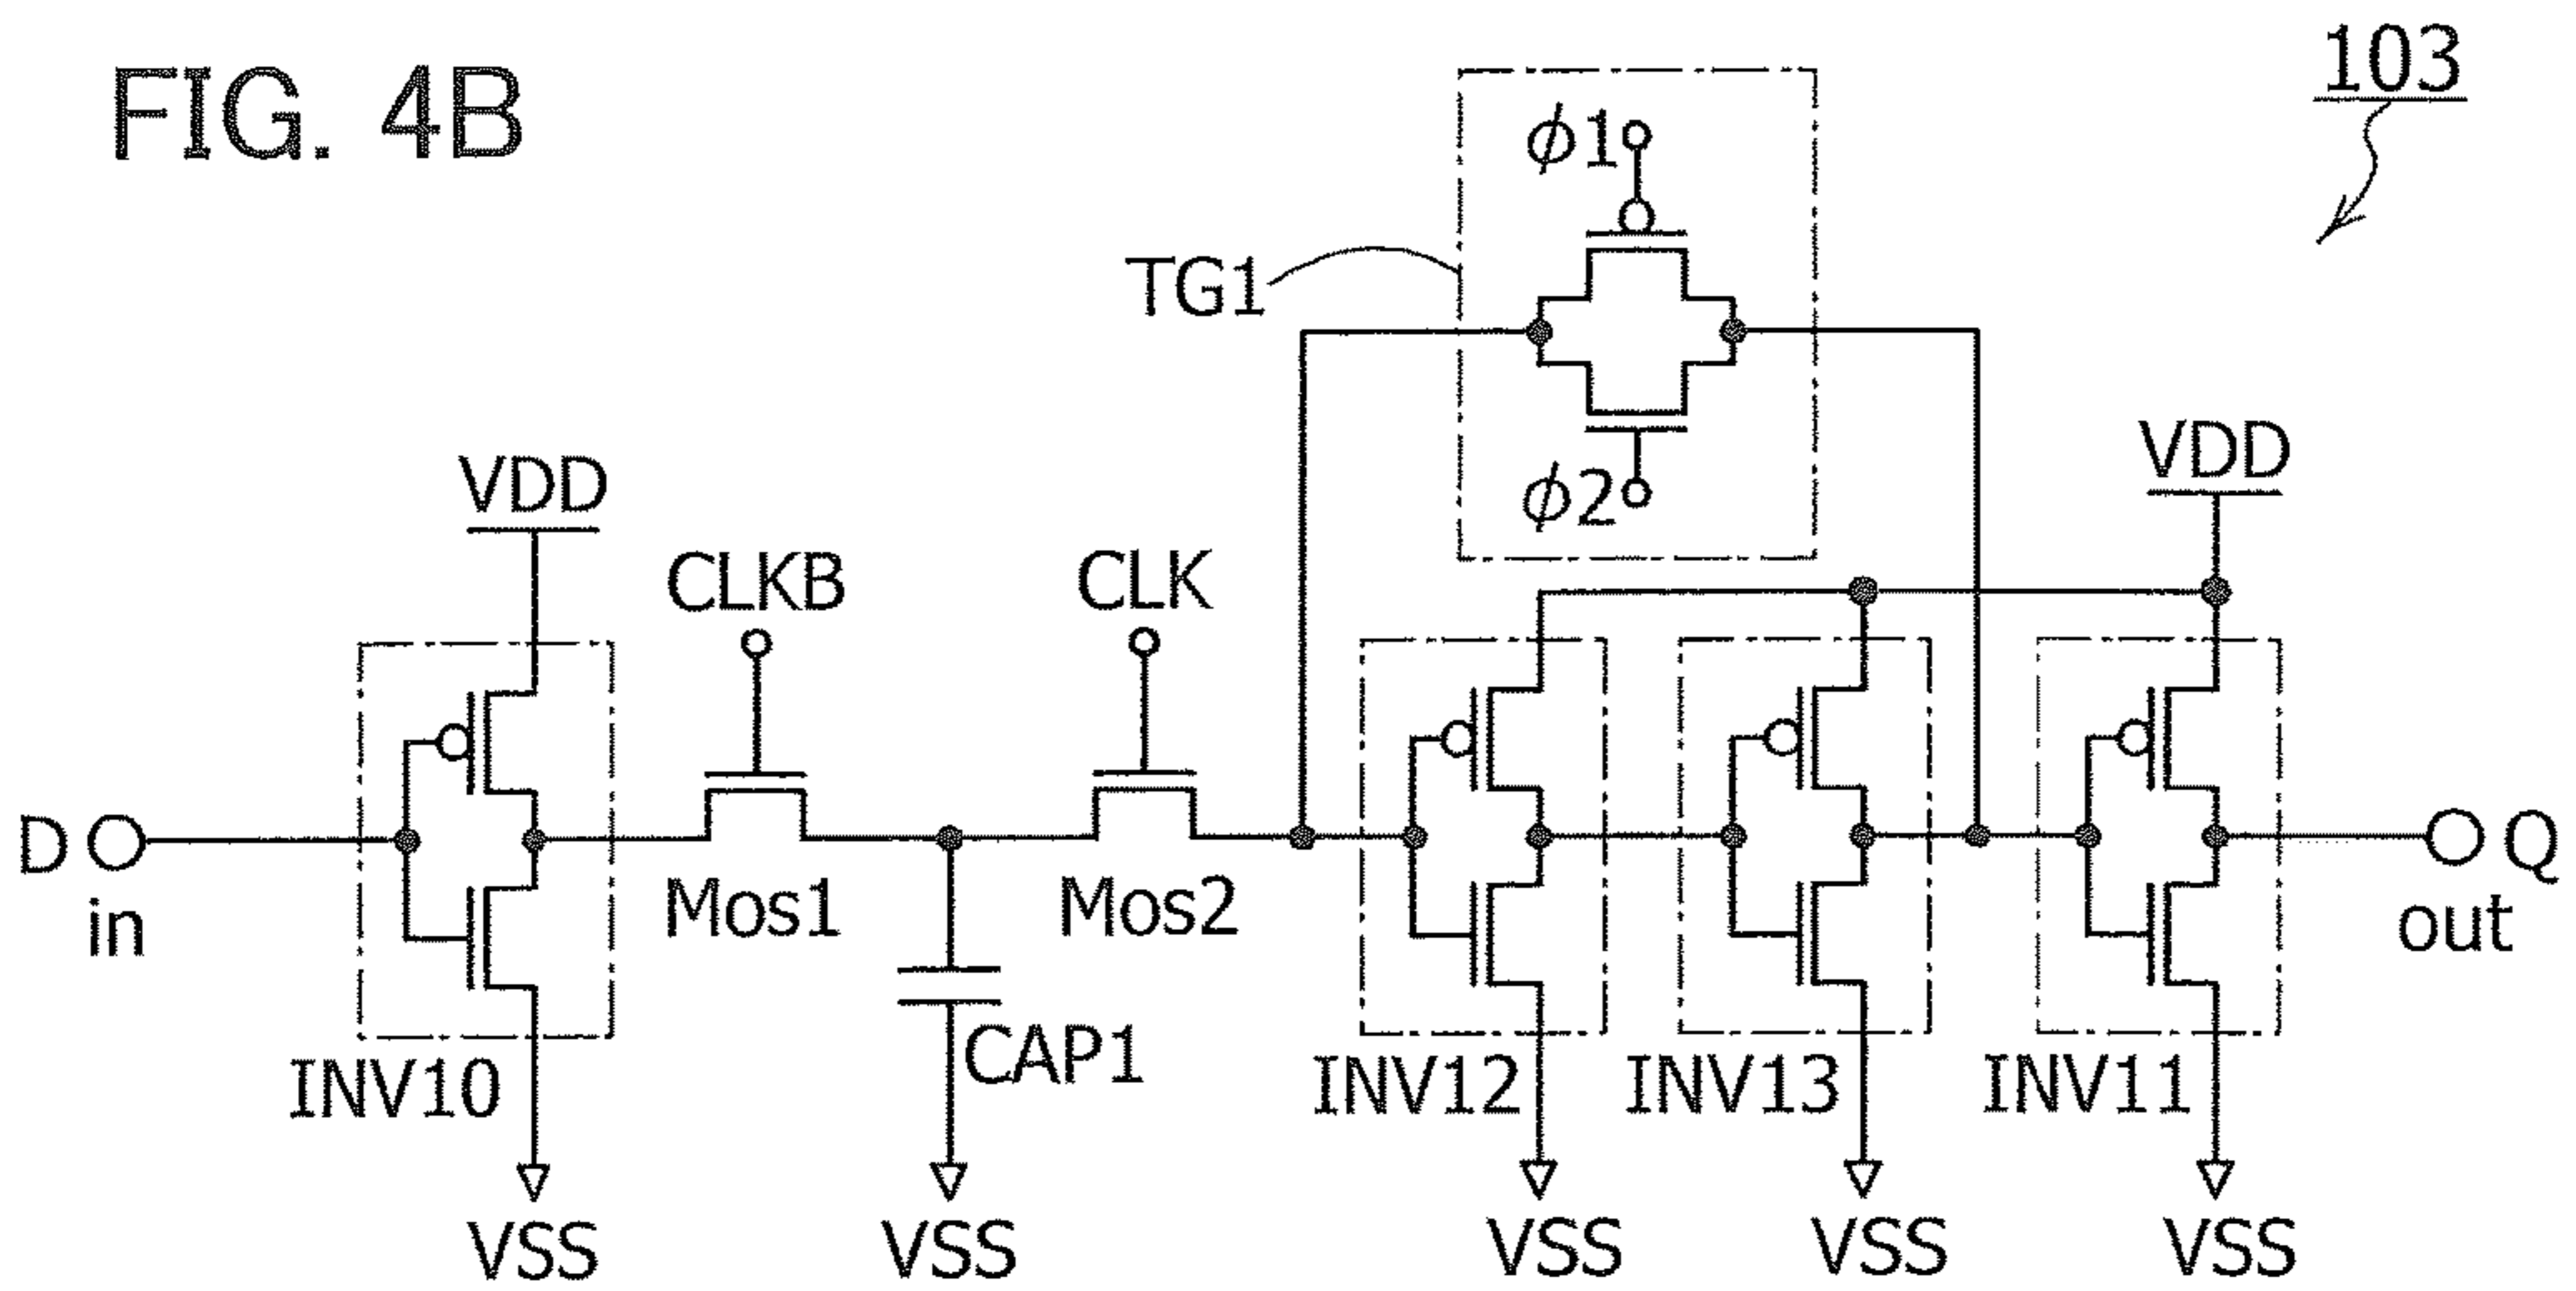 FIG. 4B
103
ϕ1
TG1
ϕ2
VDD
VDD
CLKB
CLK
D
in
Mos1
Mos2
Q
out
CAP1
INV10
INV12
INV13
INV11
VSS
VSS
VSS
VSS
VSS